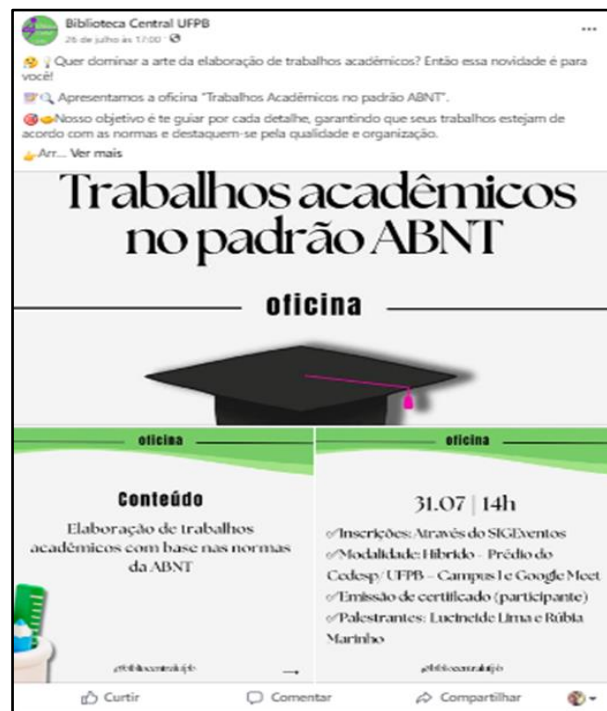 Biblioteca Central UFPB
26 de julho às 17:00 ·
Quer dominar a arte da elaboração de trabalhos acadêmicos? Então essa novidade é para
você!
Apresentamos a oficina "Trabalhos Acadêmicos no padrão ABNT".
Nosso objetivo é te guiar por cada detalhe, garantindo que seus trabalhos estejam de
acordo com as normas e destaquem-se pela qualidade e organização.
Arr... Ver mais
Trabalhos acadêmicos
no padrão ABNT
oficina
oficina
Conteúdo
Elaboração de trabalhos
acadêmicos com base nas normas
da ABNT
@bibliocentralufpb
oficina
31.07 | 14h
Inscrições: Através do SIGEventos
Modalidade: Híbrido - Prédio do
Cedesp/ UFPB - Campus I e Google Meet
Emissão de certificado (participante)
Palestrantes: Lucineide Lima e Rúbia
Marinho
@bibliocentralufpb
Curtir
Comentar
Compartilhar